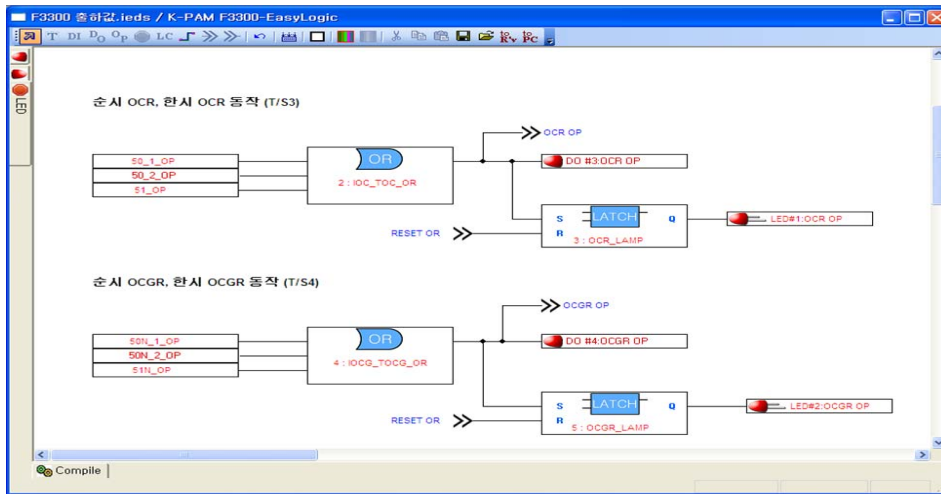 F3300 출하값.ieds / K-PAM F3300-EasyLogic
T DI DO OP LC RV PC
LED
순시 OCR, 한시 OCR 동작 (T/S3)
OCR OP
50_1_OP
50_2_OP
51_OP
OR
2 : IOC_TOC_OR
DO #3:OCR OP
S LATCH Q
R
3 : OCR_LAMP
RESET OR
LED#1:OCR OP
순시 OCGR, 한시 OCGR 동작 (T/S4)
OCGR OP
50N_1_OP
50N_2_OP
51N_OP
OR
4 : IOCG_TOCG_OR
DO #4:OCGR OP
S LATCH Q
R
5 : OCGR_LAMP
RESET OR
LED#2:OCGR OP
Compile